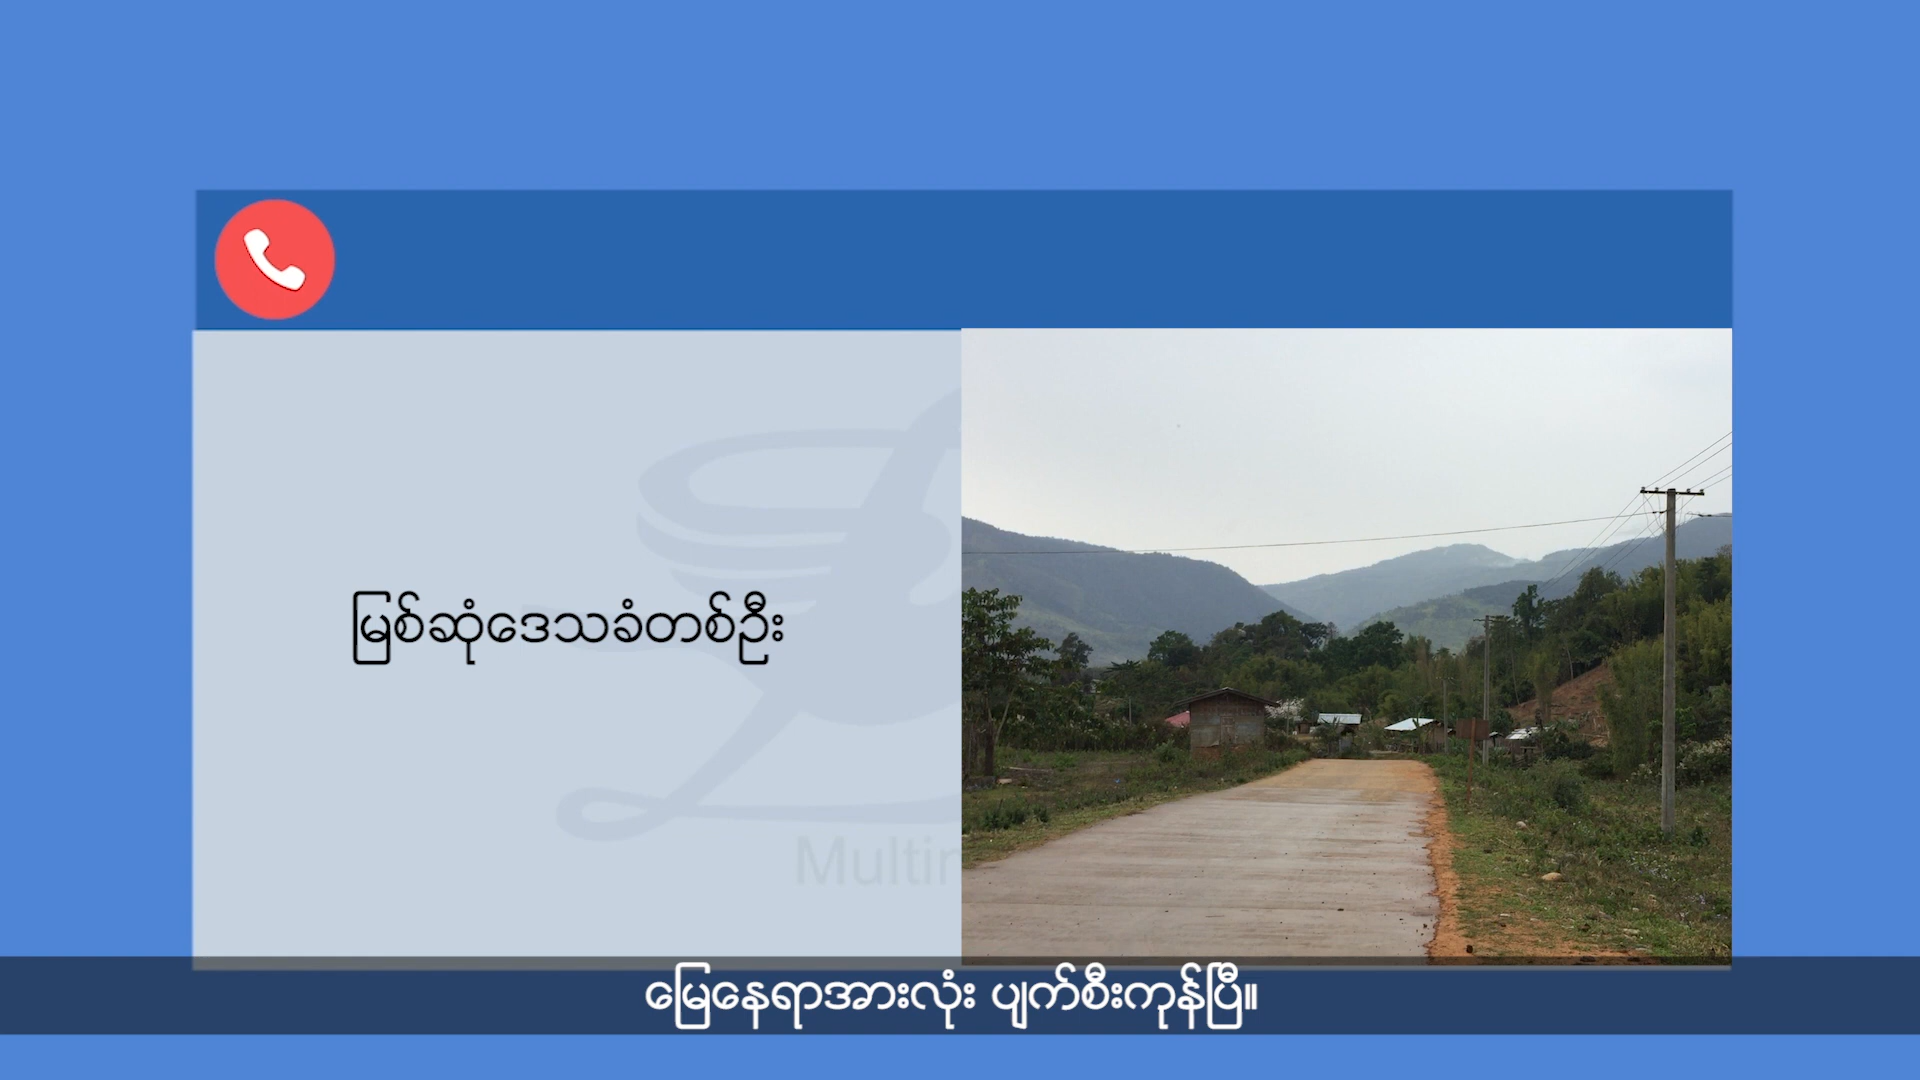 မြစ်ဆုံဒေသခံတစ်ဦး
မြေနေရာအားလုံး ပျက်စီးကုန်ပြီ။